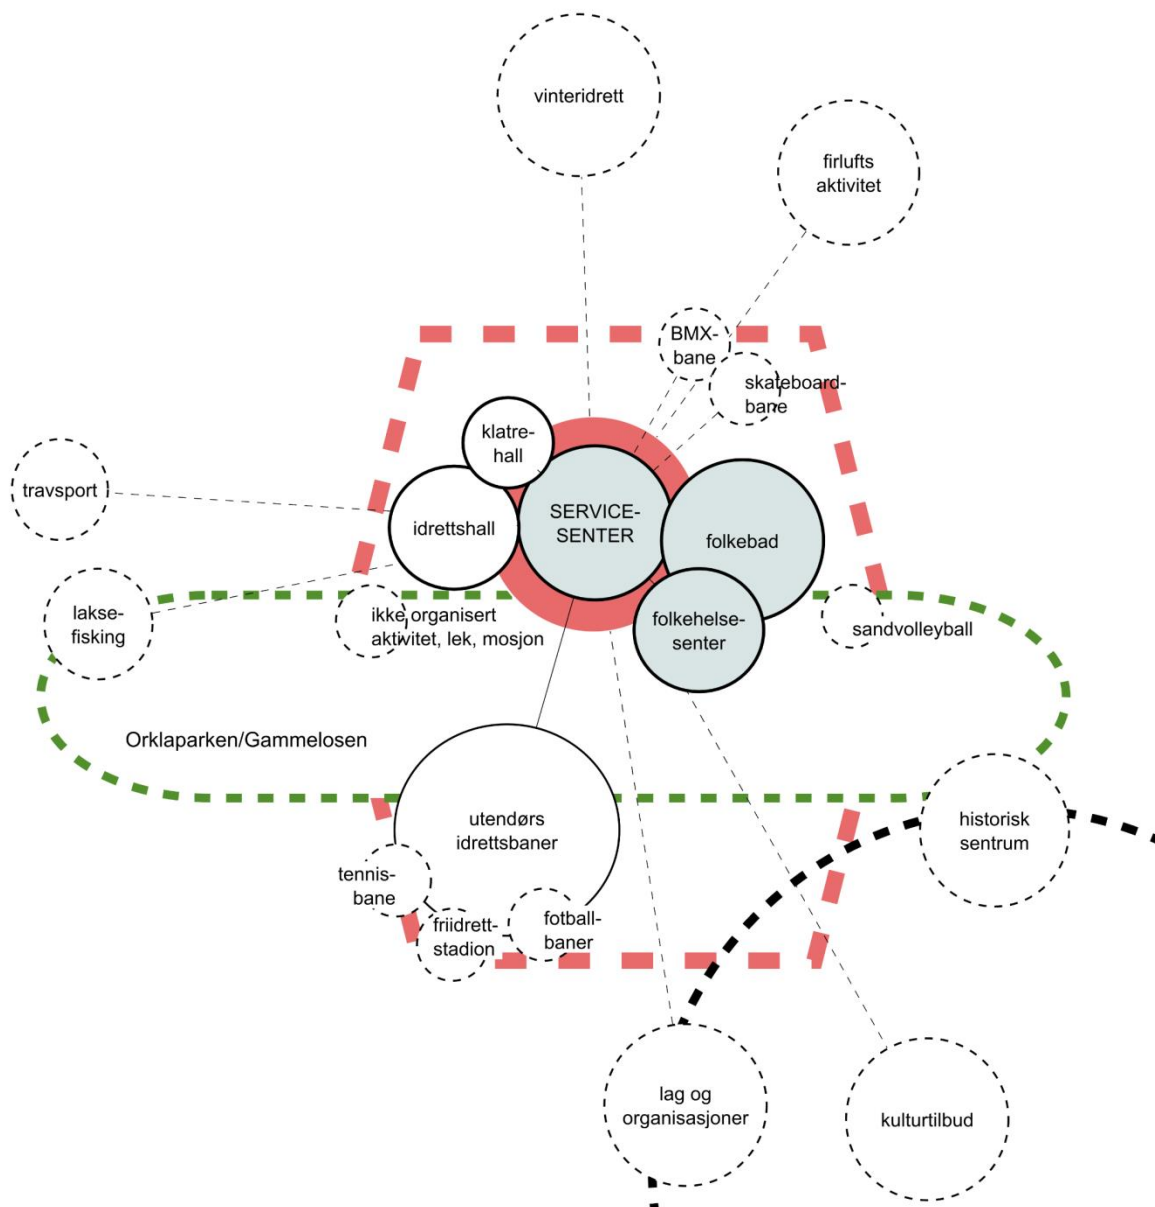 vinteridrett
firlufts
aktivitet
BMX-
bane
skateboard-
bane
klatre-
hall
travsport
idrettshall
SERVICE-
SENTER
folkebad
lakse-
fisking
ikke organisert
aktivitet, lek, mosjon
folkehelse-
senter
sandvolleyball
Orklaparken/Gammelosen
utendørs
idrettsbaner
historisk
sentrum
tennis-
bane
friidrett-
stadion
fotball-
baner
lag og
organisasjoner
kulturtilbud